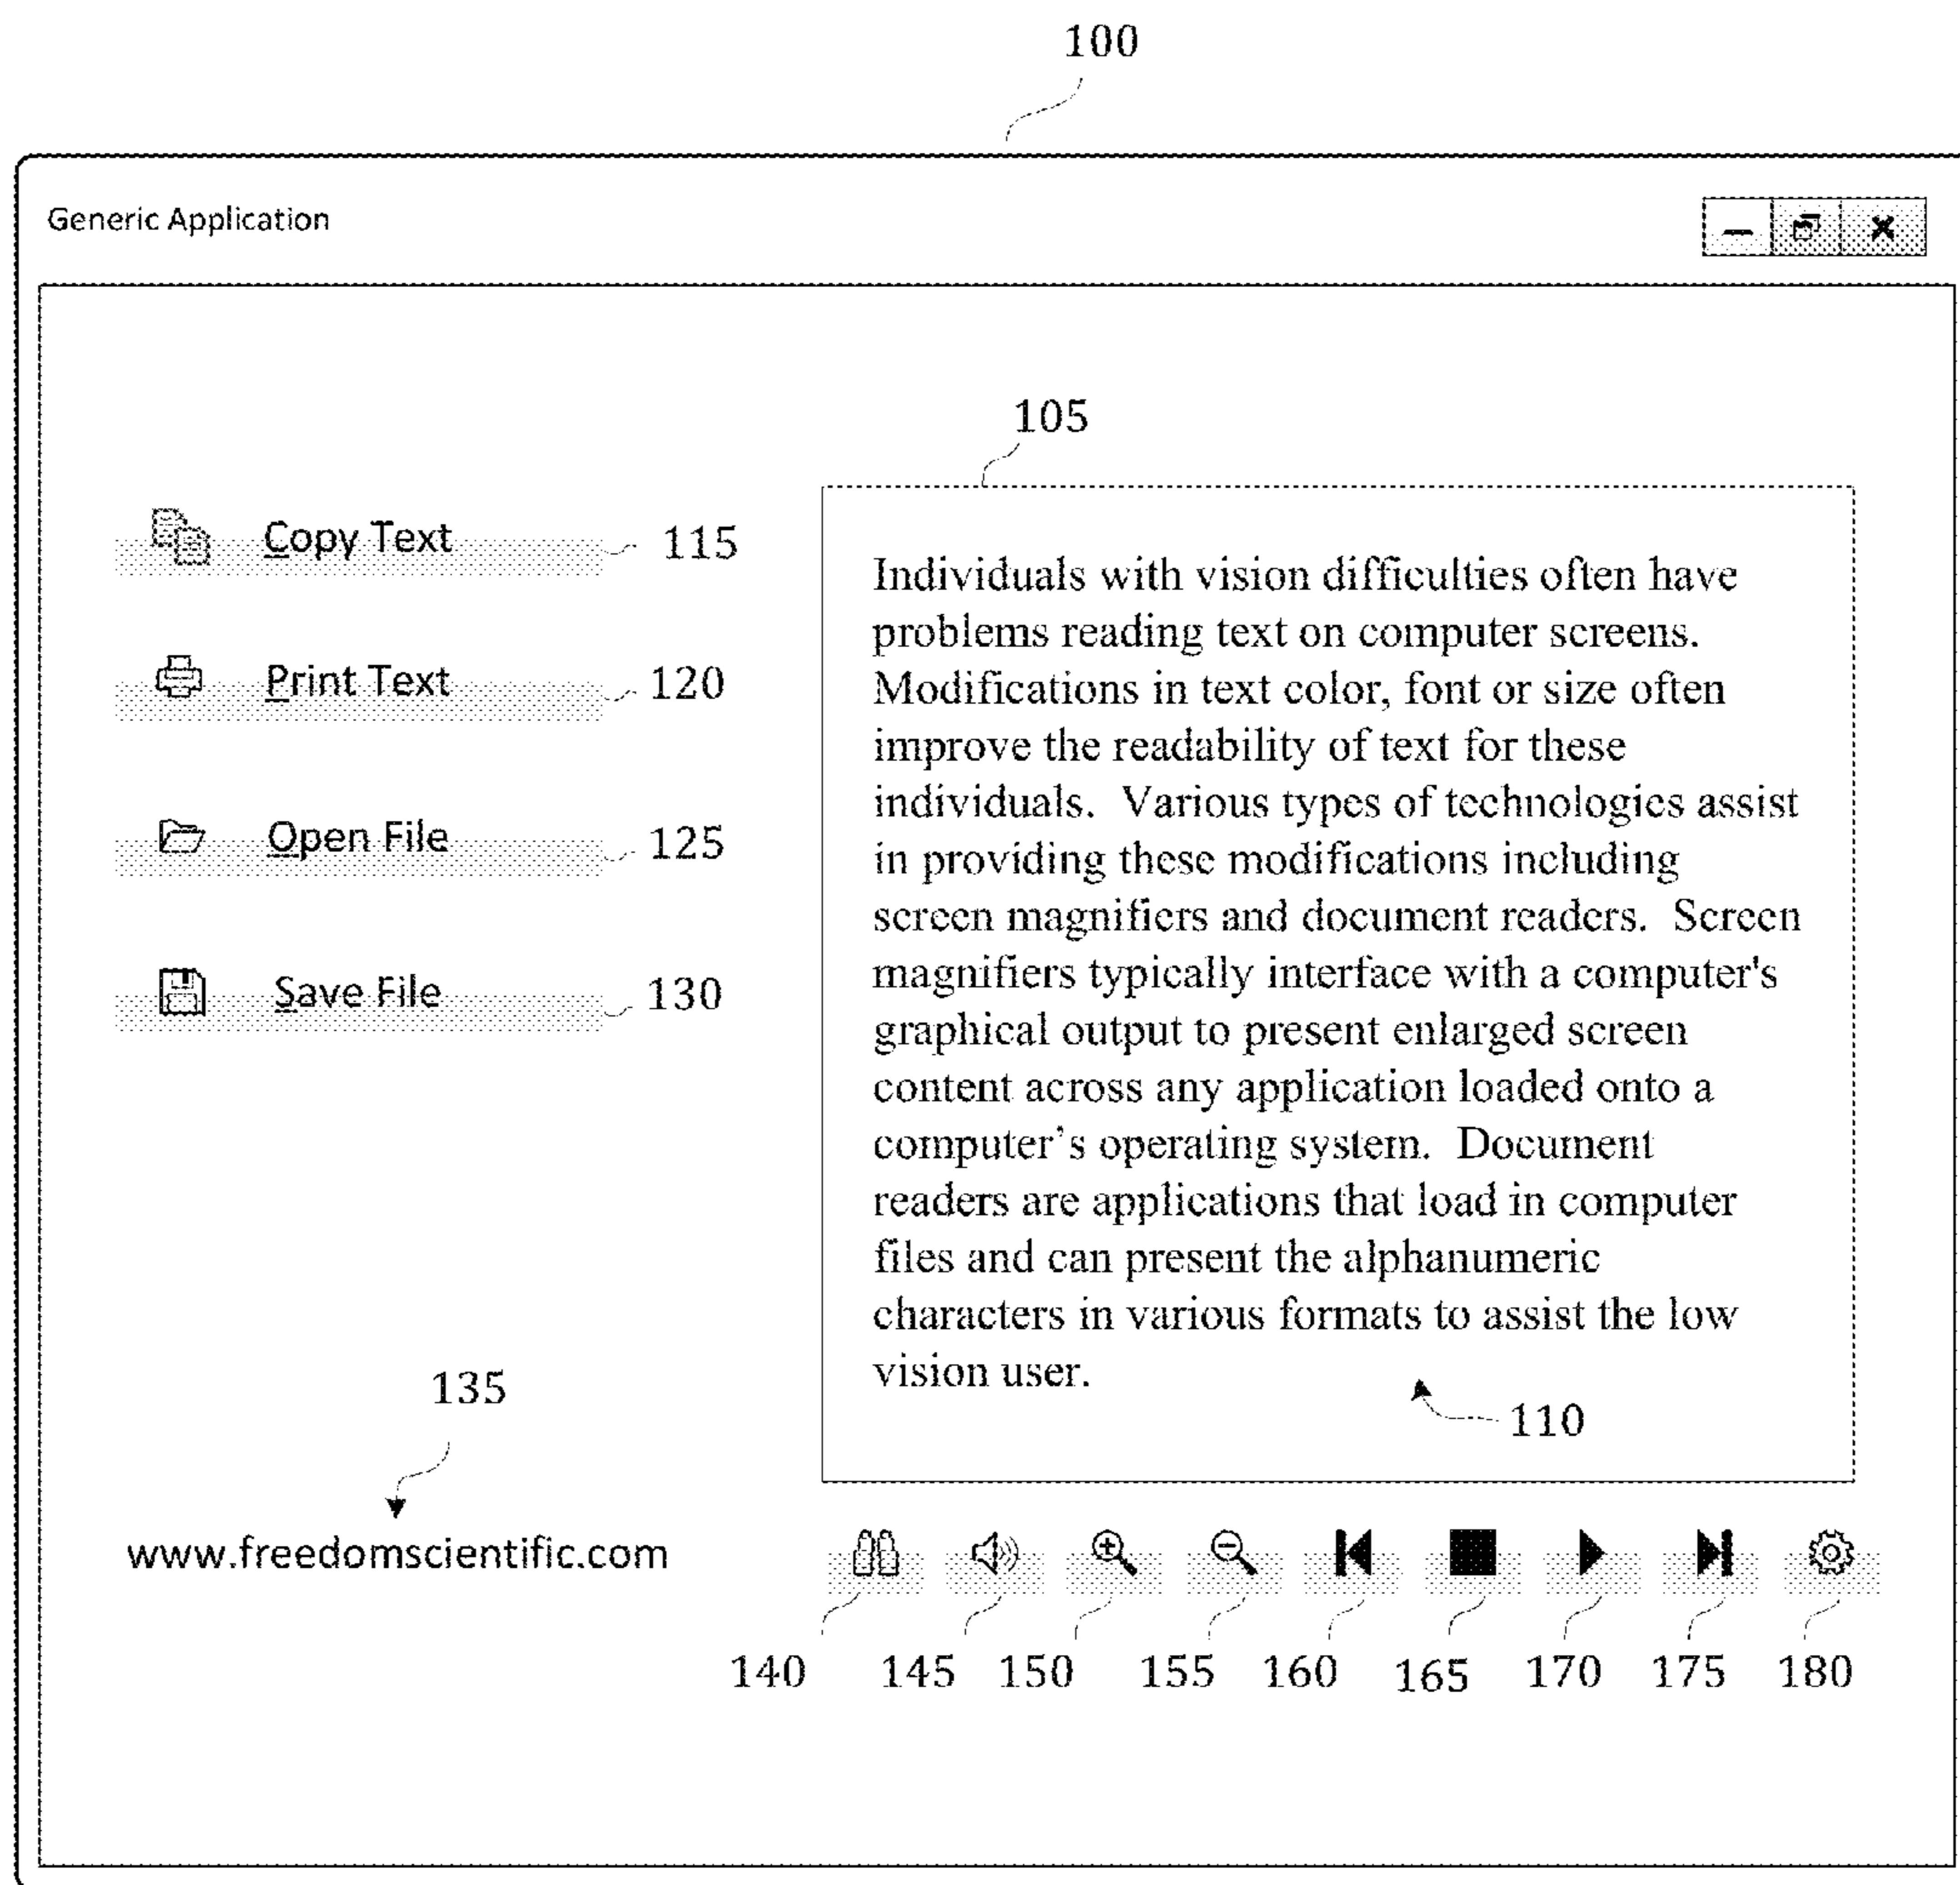 100
Generic Application
105
Copy Text 115
Print Text 120
Open File 125
Save File 130
Individuals with vision difficulties often have
problems reading text on computer screens.
Modifications in text color, font or size often
improve the readability of text for these
individuals.  Various types of technologies assist
in providing these modifications including
screen magnifiers and document readers.  Screen
magnifiers typically interface with a computer's
graphical output to present enlarged screen
content across any application loaded onto a
computer’s operating system.  Document
readers are applications that load in computer
files and can present the alphanumeric
characters in various formats to assist the low
vision user.
110
135
www.freedomscientific.com
140 145 150 155 160 165 170 175 180